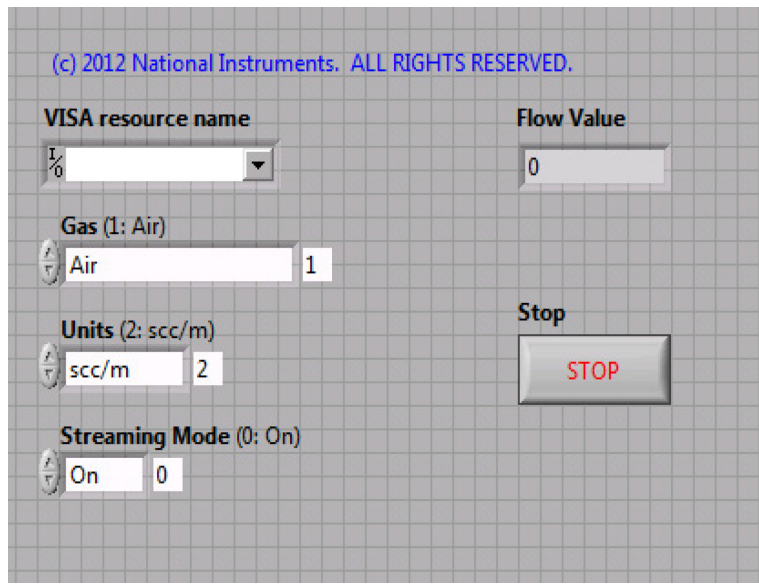 (c) 2012 National Instruments.  ALL RIGHTS RESERVED.
VISA resource name
I/O
Gas (1: Air)
Air 1
Units (2: scc/m)
scc/m 2
Streaming Mode (0: On)
On 0
Flow Value
0
Stop
STOP